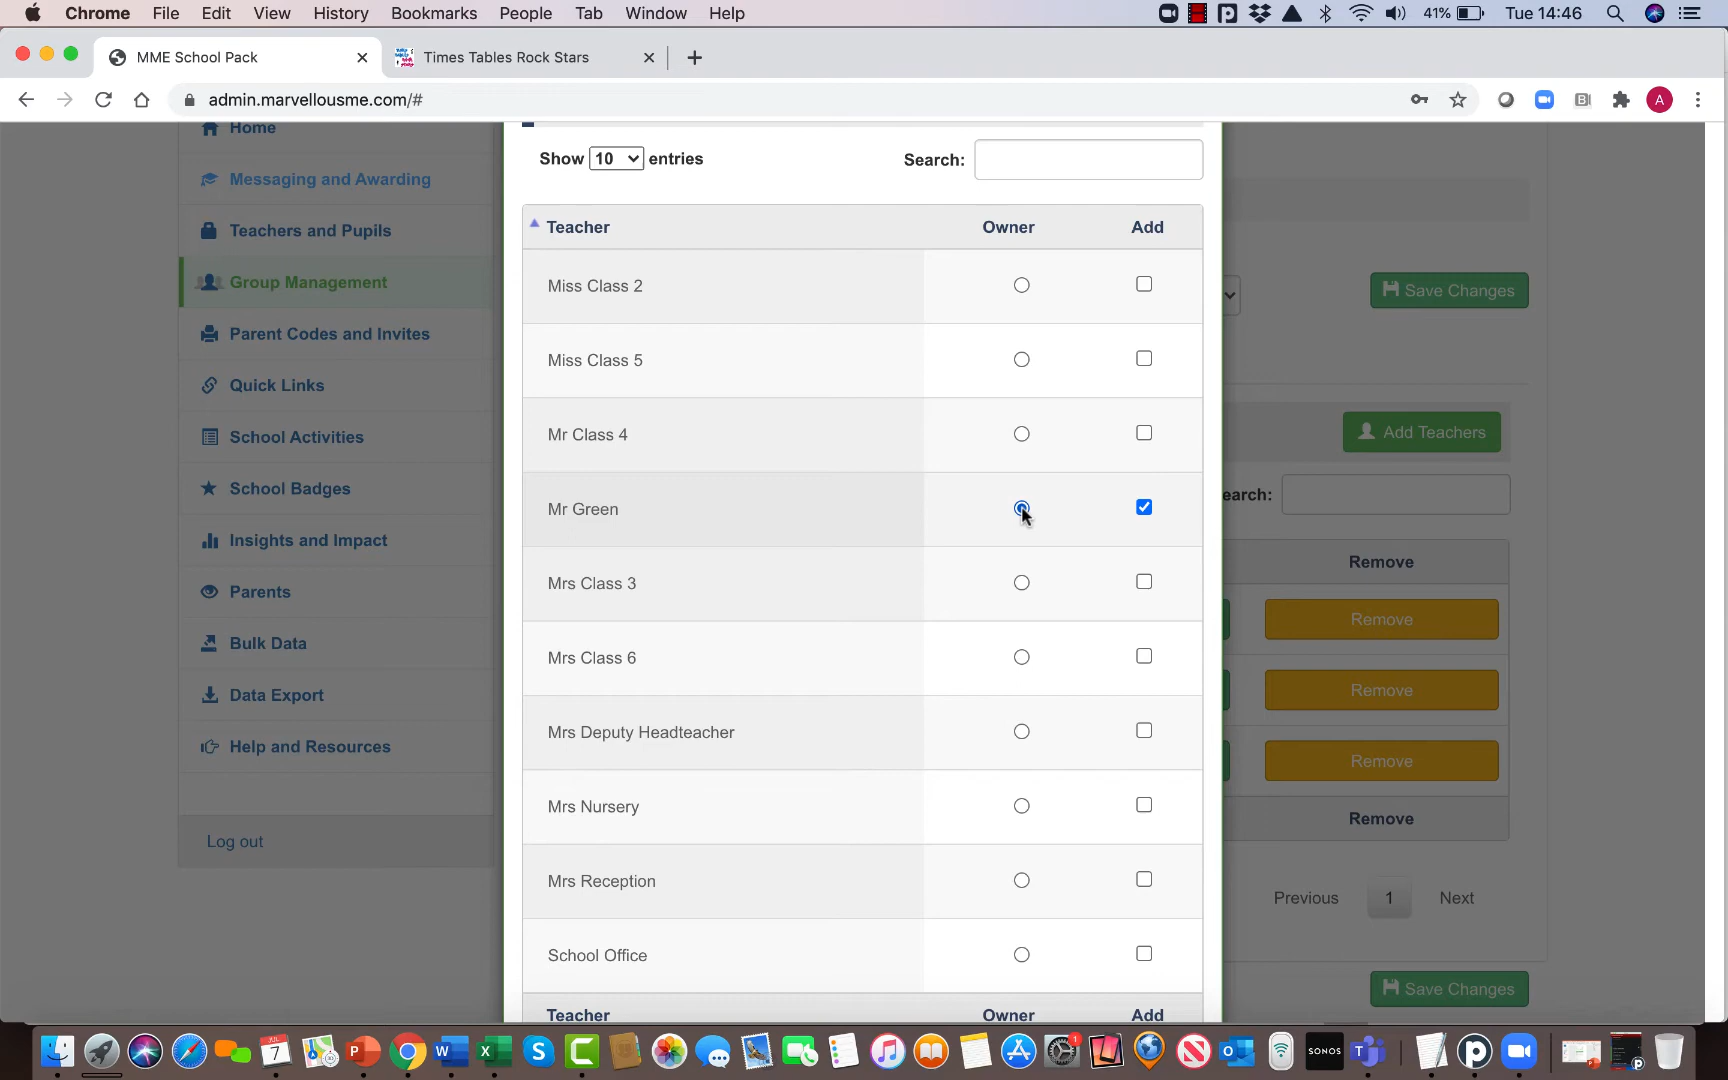 Chrome File Edit View History Bookmarks People Tab Window Help 41% Tue 14:46
MME School Pack Times Tables Rock Stars
admin.marvellousme.com/# A
Home
Messaging and Awarding
Teachers and Pupils
Group Management
Parent Codes and Invites
Quick Links
School Activities
School Badges
Insights and Impact
Parents
Bulk Data
Data Export
Help and Resources
Log out
Show 10 entries Search:
Teacher Owner Add
Miss Class 2
Miss Class 5
Mr Class 4
Mr Green
Mrs Class 3
Mrs Class 6
Mrs Deputy Headteacher
Mrs Nursery
Mrs Reception
School Office
Teacher Owner Add
Save Changes
Add Teachers
earch:
Remove
Remove
Remove
Remove
Remove
Previous 1 Next
Save Changes
JUL
7
SONOS